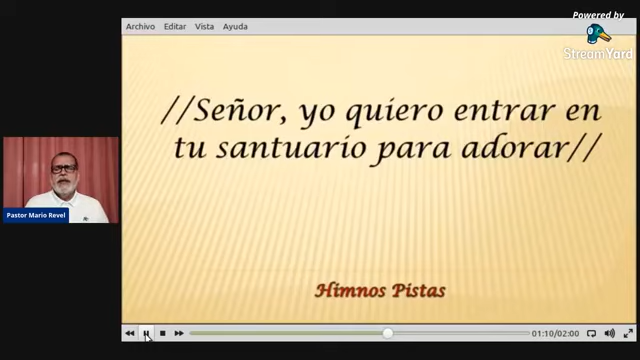 Powered by
StreamYard
Archivo Editar Vista Ayuda
//Señor, yo quiero entrar en
tu santuario para adorar//
Pastor Mario Revel
Himnos Pistas
01:10/02:00